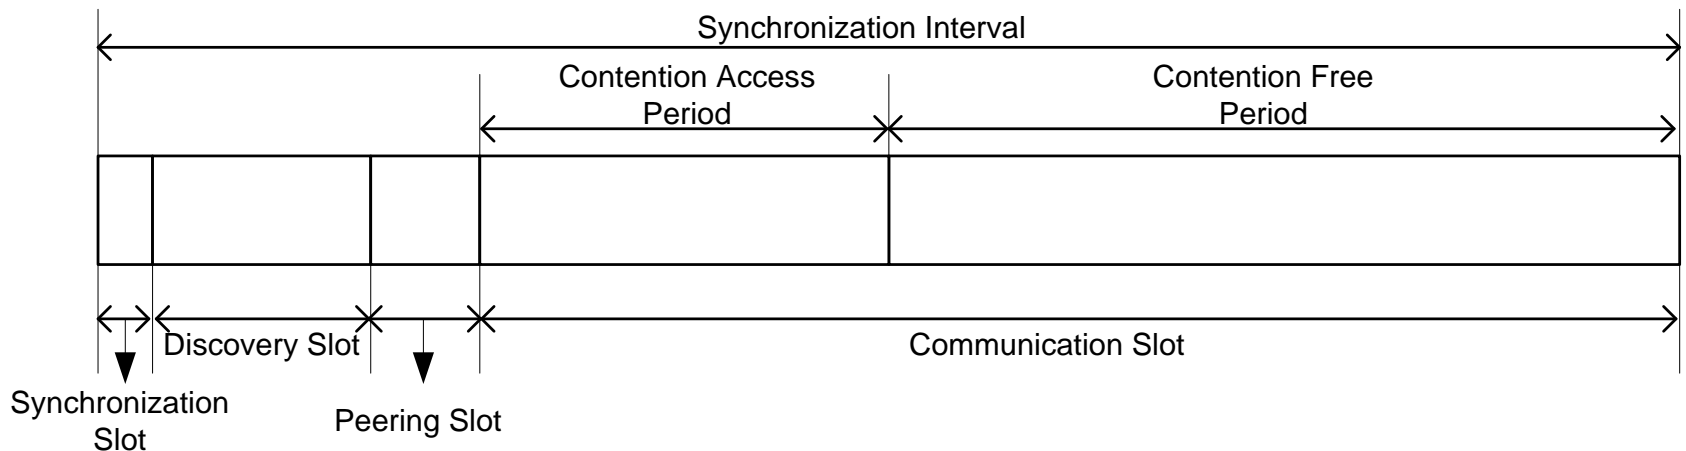 Synchronization Interval
Contention Access
Period
Contention Free
Period
Discovery Slot
Communication Slot
Synchronization
Slot
Peering Slot